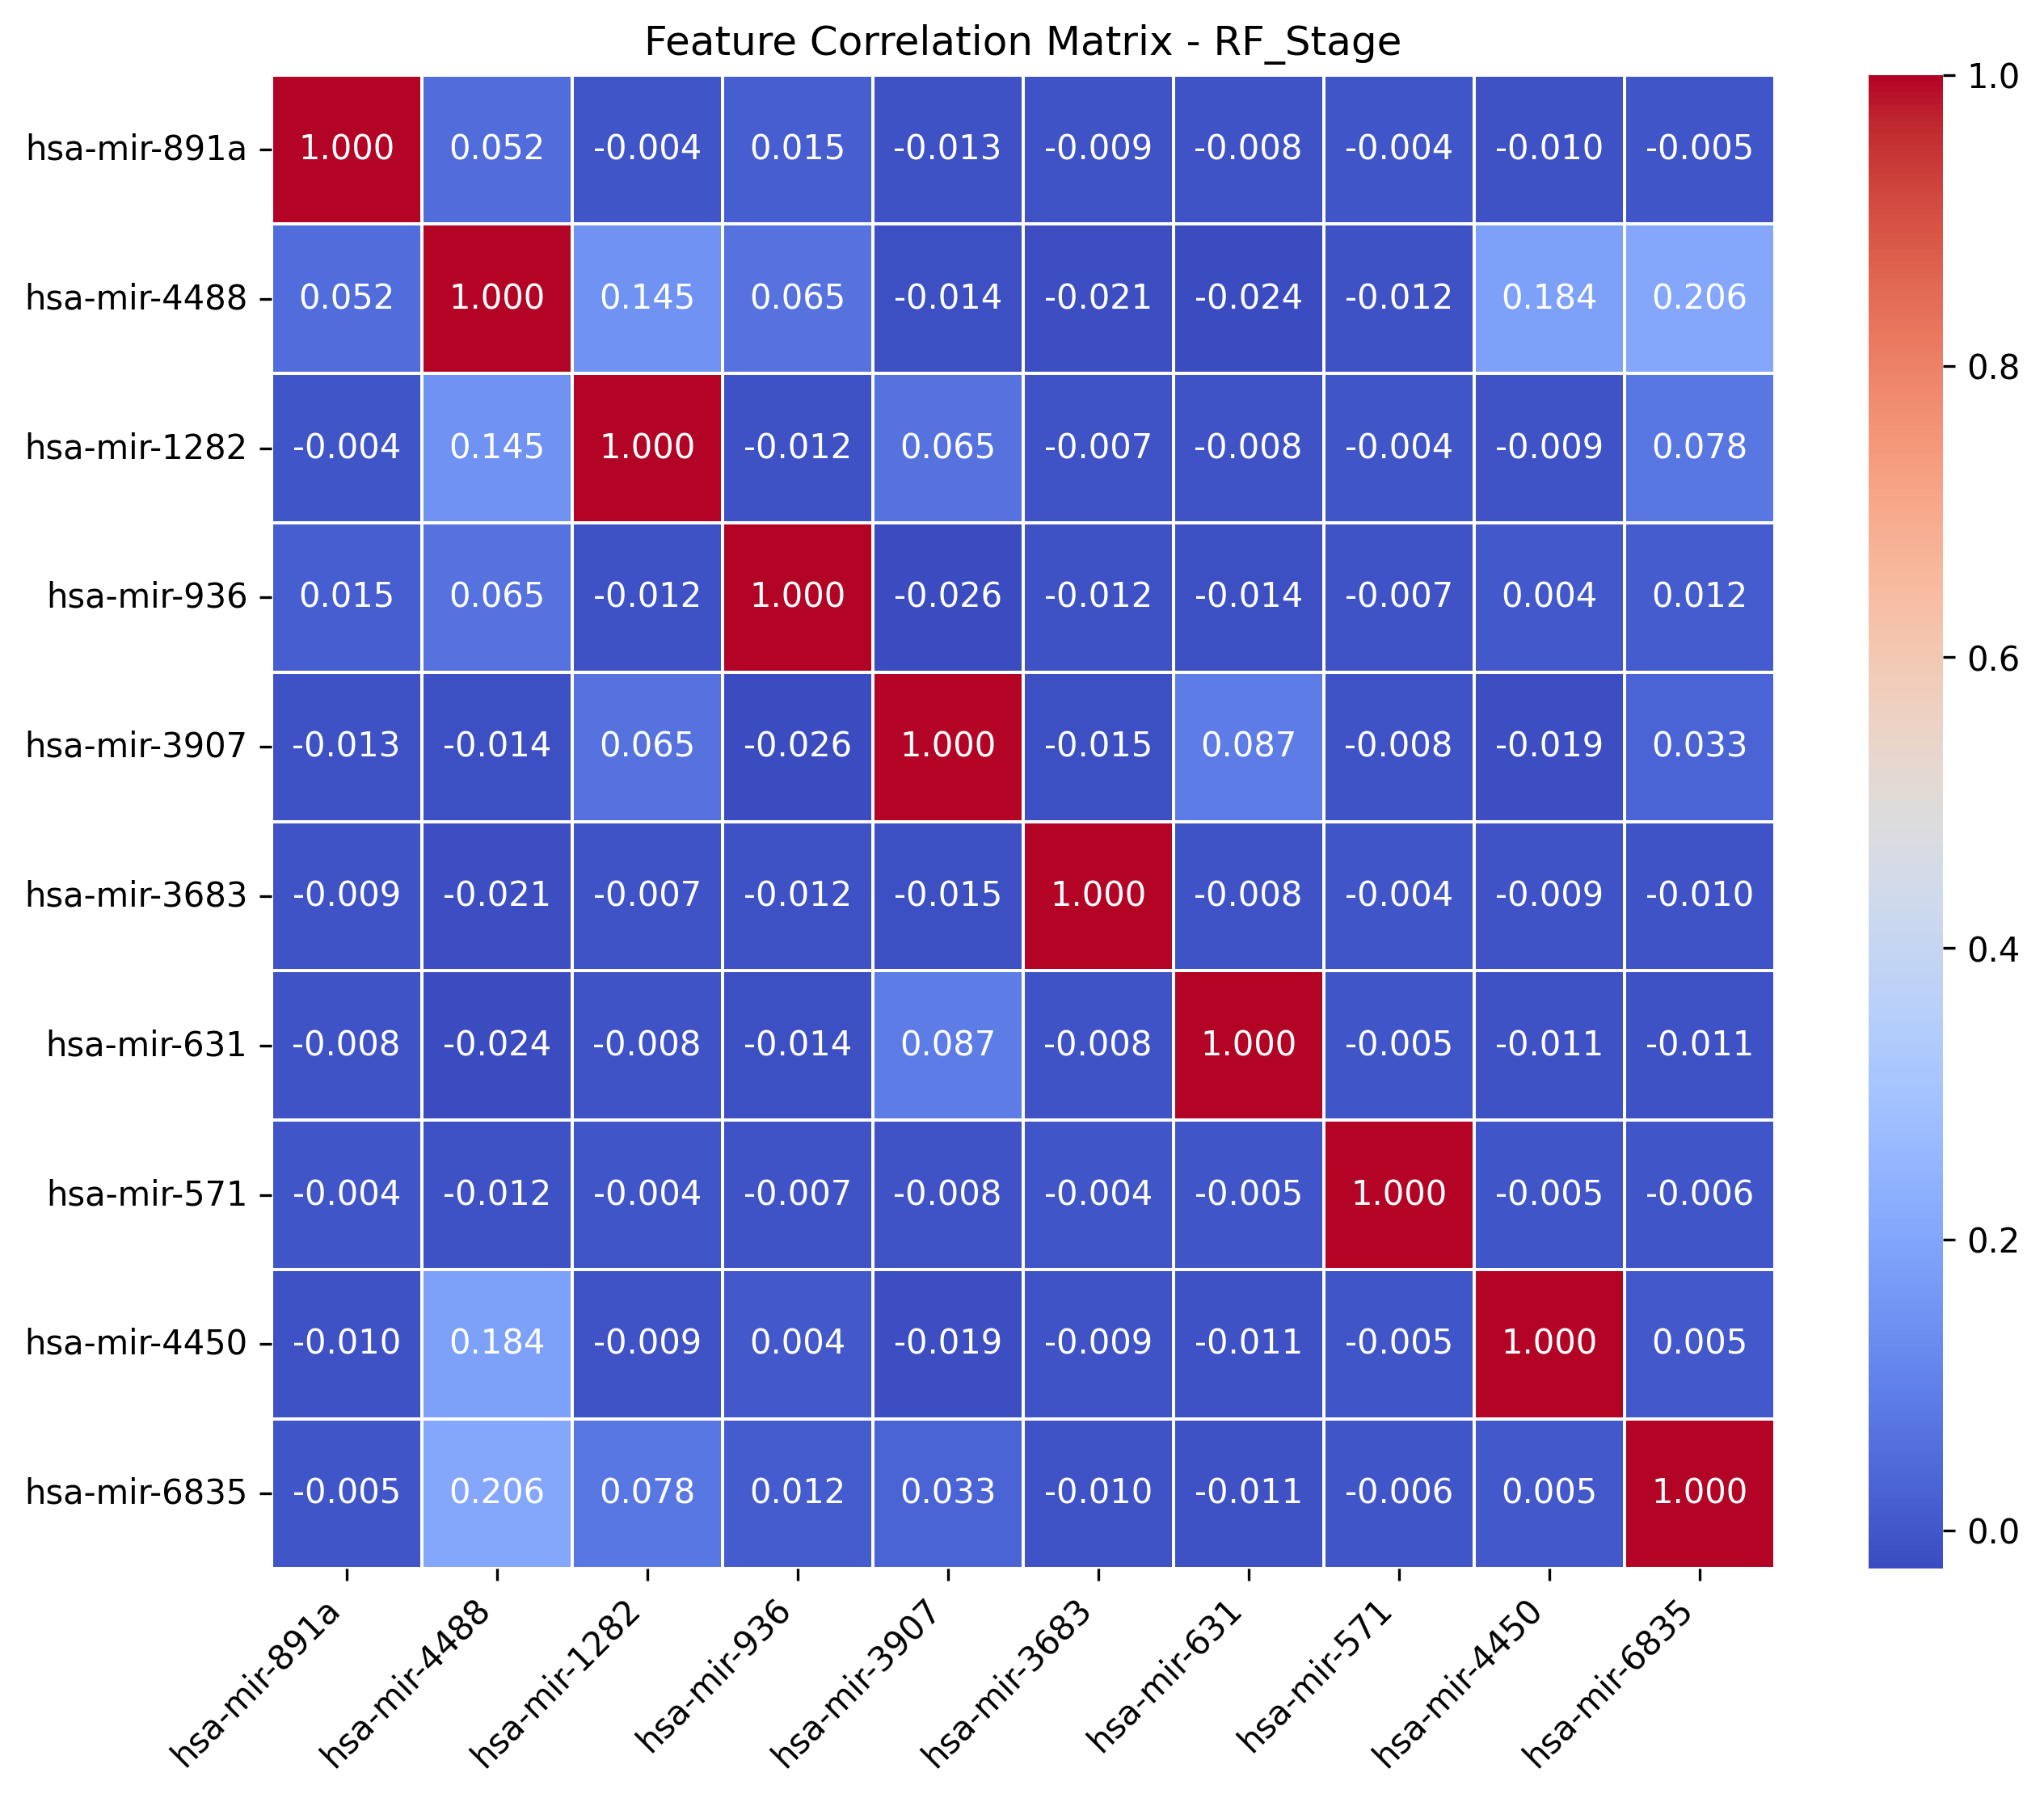 Feature Correlation Matrix - RF_Stage
hsa-mir-891a 1.000 0.052 -0.004 0.015 -0.013 -0.009 -0.008 -0.004 -0.010 -0.005
hsa-mir-4488 0.052 1.000 0.145 0.065 -0.014 -0.021 -0.024 -0.012 0.184 0.206
hsa-mir-1282 -0.004 0.145 1.000 -0.012 0.065 -0.007 -0.008 -0.004 -0.009 0.078
hsa-mir-936 0.015 0.065 -0.012 1.000 -0.026 -0.012 -0.014 -0.007 0.004 0.012
hsa-mir-3907 -0.013 -0.014 0.065 -0.026 1.000 -0.015 0.087 -0.008 -0.019 0.033
hsa-mir-3683 -0.009 -0.021 -0.007 -0.012 -0.015 1.000 -0.008 -0.004 -0.009 -0.010
hsa-mir-631 -0.008 -0.024 -0.008 -0.014 0.087 -0.008 1.000 -0.005 -0.011 -0.011
hsa-mir-571 -0.004 -0.012 -0.004 -0.007 -0.008 -0.004 -0.005 1.000 -0.005 -0.006
hsa-mir-4450 -0.010 0.184 -0.009 0.004 -0.019 -0.009 -0.011 -0.005 1.000 0.005
hsa-mir-6835 -0.005 0.206 0.078 0.012 0.033 -0.010 -0.011 -0.006 0.005 1.000
hsa-mir-891a hsa-mir-4488 hsa-mir-1282 hsa-mir-936 hsa-mir-3907 hsa-mir-3683 hsa-mir-631 hsa-mir-571 hsa-mir-4450 hsa-mir-6835
1.0
0.8
0.6
0.4
0.2
0.0